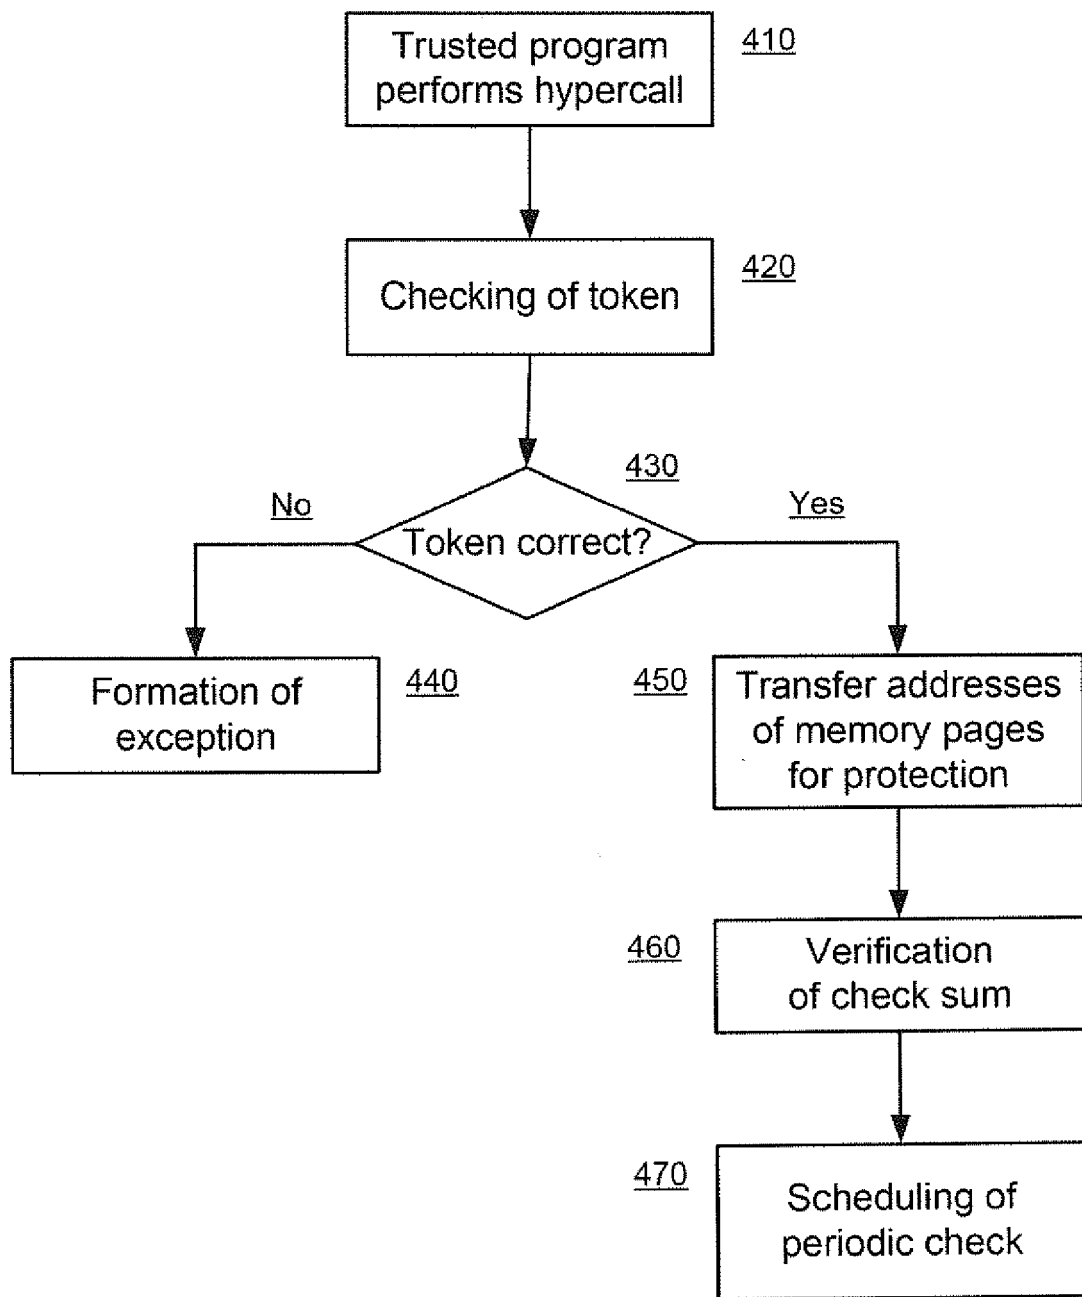 Trusted program
performs hypercall
410
Checking of token
420
430
No
Yes
Token correct?
Formation of
exception
440
450
Transfer addresses
of memory pages
for protection
460
Verification
of check sum
470
Scheduling of
periodic check